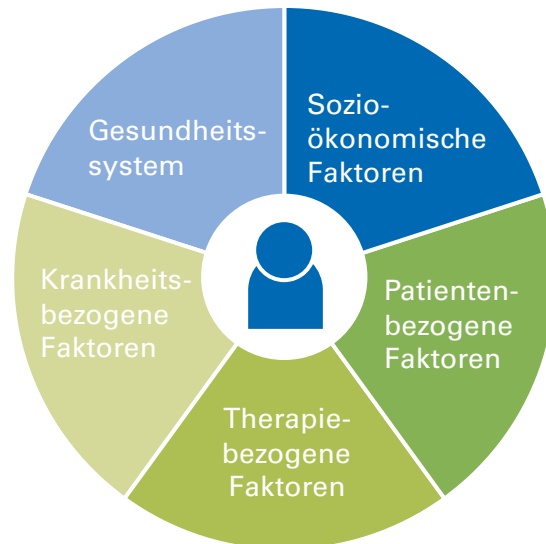 Gesundheits-
system
Sozio-
ökonomische
Faktoren
Krankheits-
bezogene
Faktoren
Patienten-
bezogene
Faktoren
Therapie-
bezogene
Faktoren